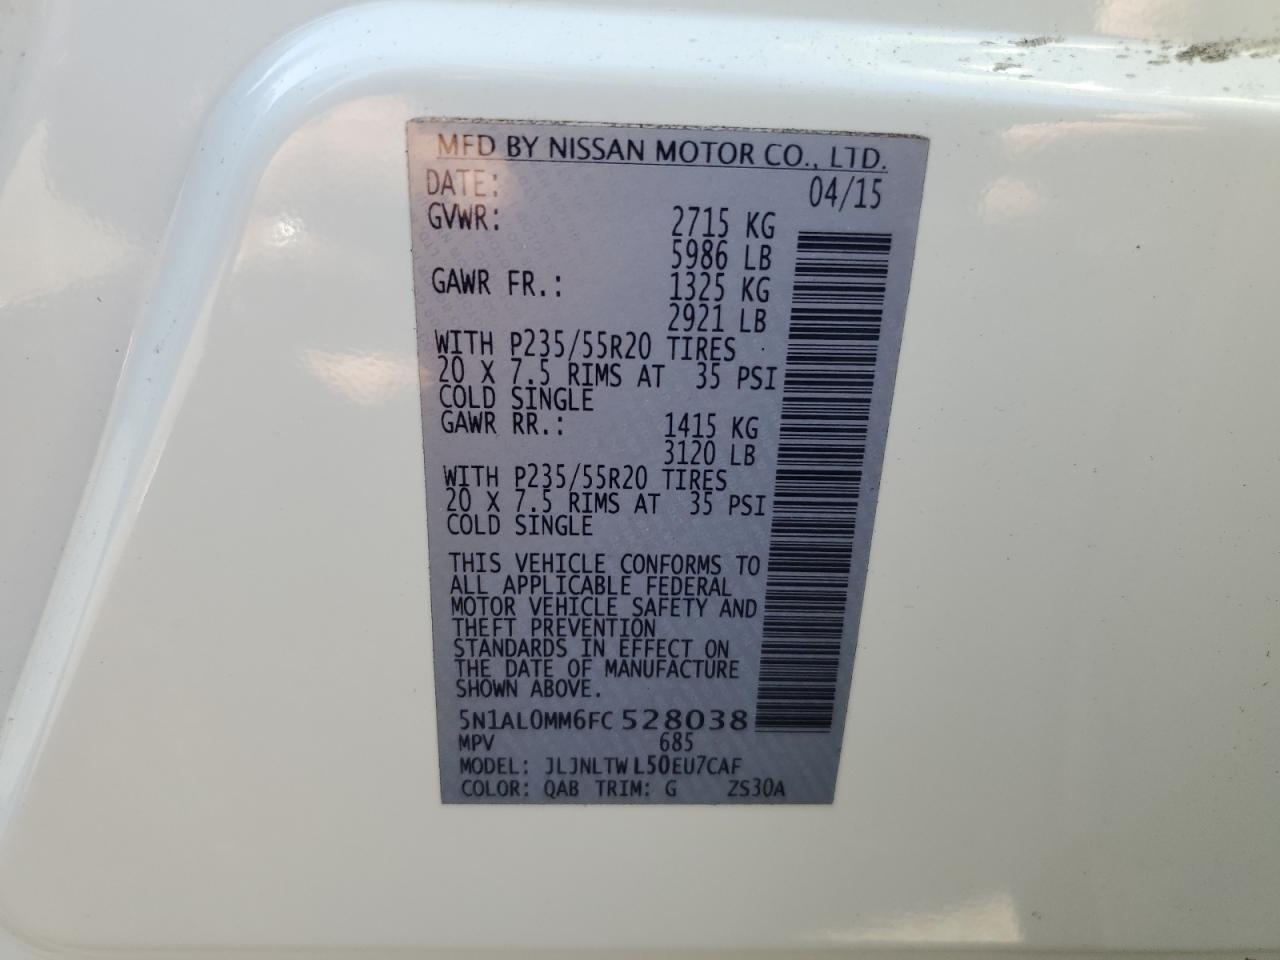 MFD BY NISSAN MOTOR CO., LTD.
DATE: 04/15
GVWR: 2715 KG
5986 LB
GAWR FR.: 1325 KG
2921 LB
WITH P235/55R20 TIRES
20 X 7.5 RIMS AT 35 PSI
COLD SINGLE
GAWR RR.: 1415 KG
3120 LB
WITH P235/55R20 TIRES
20 X 7.5 RIMS AT 35 PSI
COLD SINGLE
THIS VEHICLE CONFORMS TO
ALL APPLICABLE FEDERAL
MOTOR VEHICLE SAFETY AND
THEFT PREVENTION
STANDARDS IN EFFECT ON
THE DATE OF MANUFACTURE
SHOWN ABOVE.
5N1AL0MM6FC 528038
MPV 685
MODEL: JLJNLTW L50EU7CAF
COLOR: QAB TRIM: G ZS30A